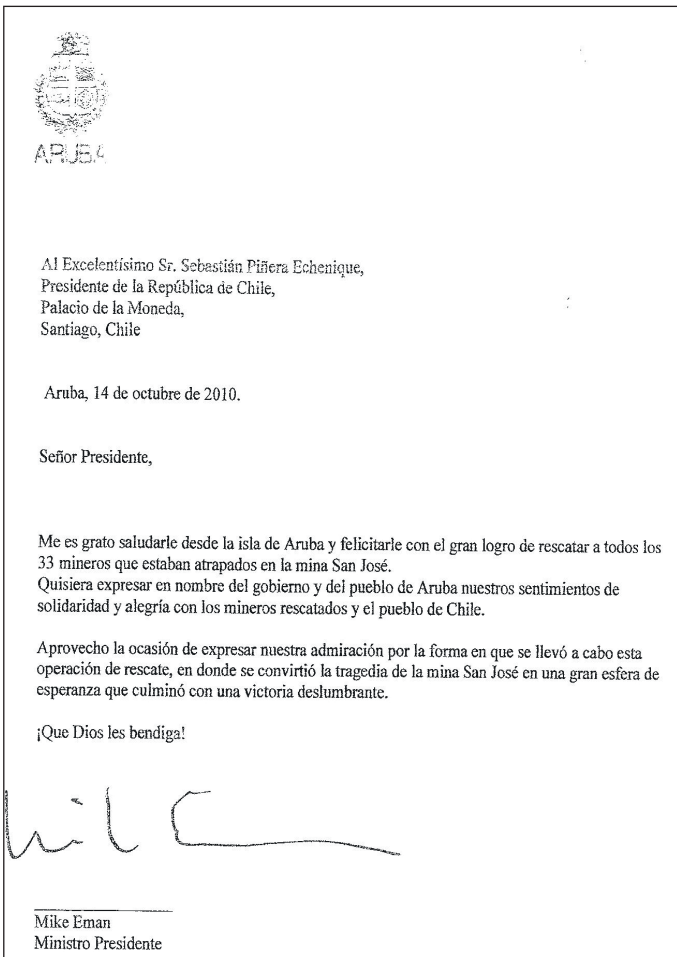 ARUBA
Al Excelentísimo Sr. Sebastián Piñera Echenique,
Presidente de la República de Chile,
Palacio de la Moneda,
Santiago, Chile
Aruba, 14 de octubre de 2010.
Señor Presidente,
Me es grato saludarle desde la isla de Aruba y felicitarle con el gran logro de rescatar a todos los
33 mineros que estaban atrapados en la mina San José.
Quisiera expresar en nombre del gobierno y del pueblo de Aruba nuestros sentimientos de
solidaridad y alegría con los mineros rescatados y el pueblo de Chile.
Aprovecho la ocasión de expresar nuestra admiración por la forma en que se llevó a cabo esta
operación de rescate, en donde se convirtió la tragedia de la mina San José en una gran esfera de
esperanza que culminó con una victoria deslumbrante.
¡Que Dios les bendiga!
Mike Eman
Ministro Presidente